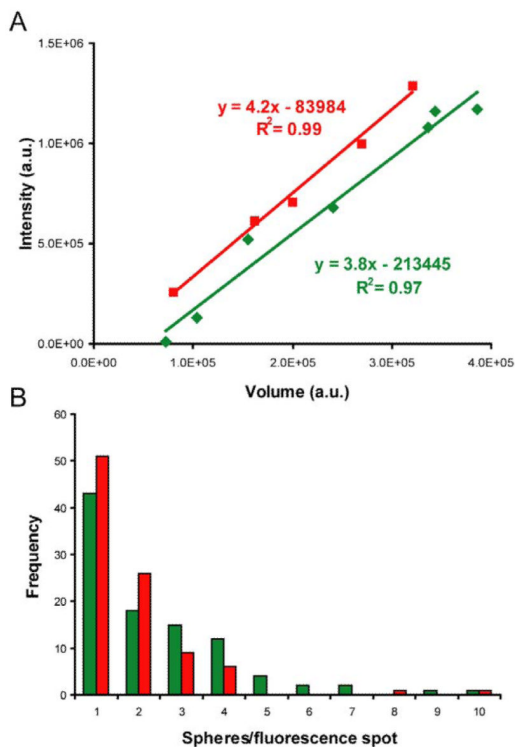 A
1.5E+06
1.0E+06
5.0E+05
0.0E+00
Intensity (a.u.)
y = 4.2x - 83984
R2= 0.99
y = 3.8x - 213445
R2= 0.97
0.0E+00 1.0E+05 2.0E+05 3.0E+05 4.0E+05
Volume (a.u.)
B
60
50
40
30
20
10
0
Frequency
1 2 3 4 5 6 7 8 9 10
Spheres/fluorescence spot